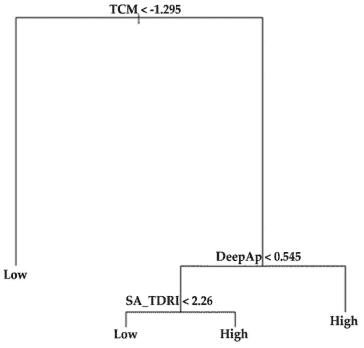 TCM < -1.295
Low
DeepAp < 0.545
SA_TDRI < 2.26
Low
High
High